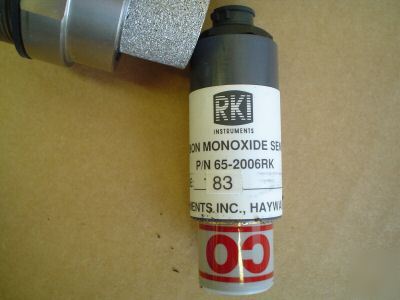 RKI
INSTRUMENTS
ON MONOXIDE SEN
P/N 65-2006RK
83
MENTS INC., HAYWA
CO